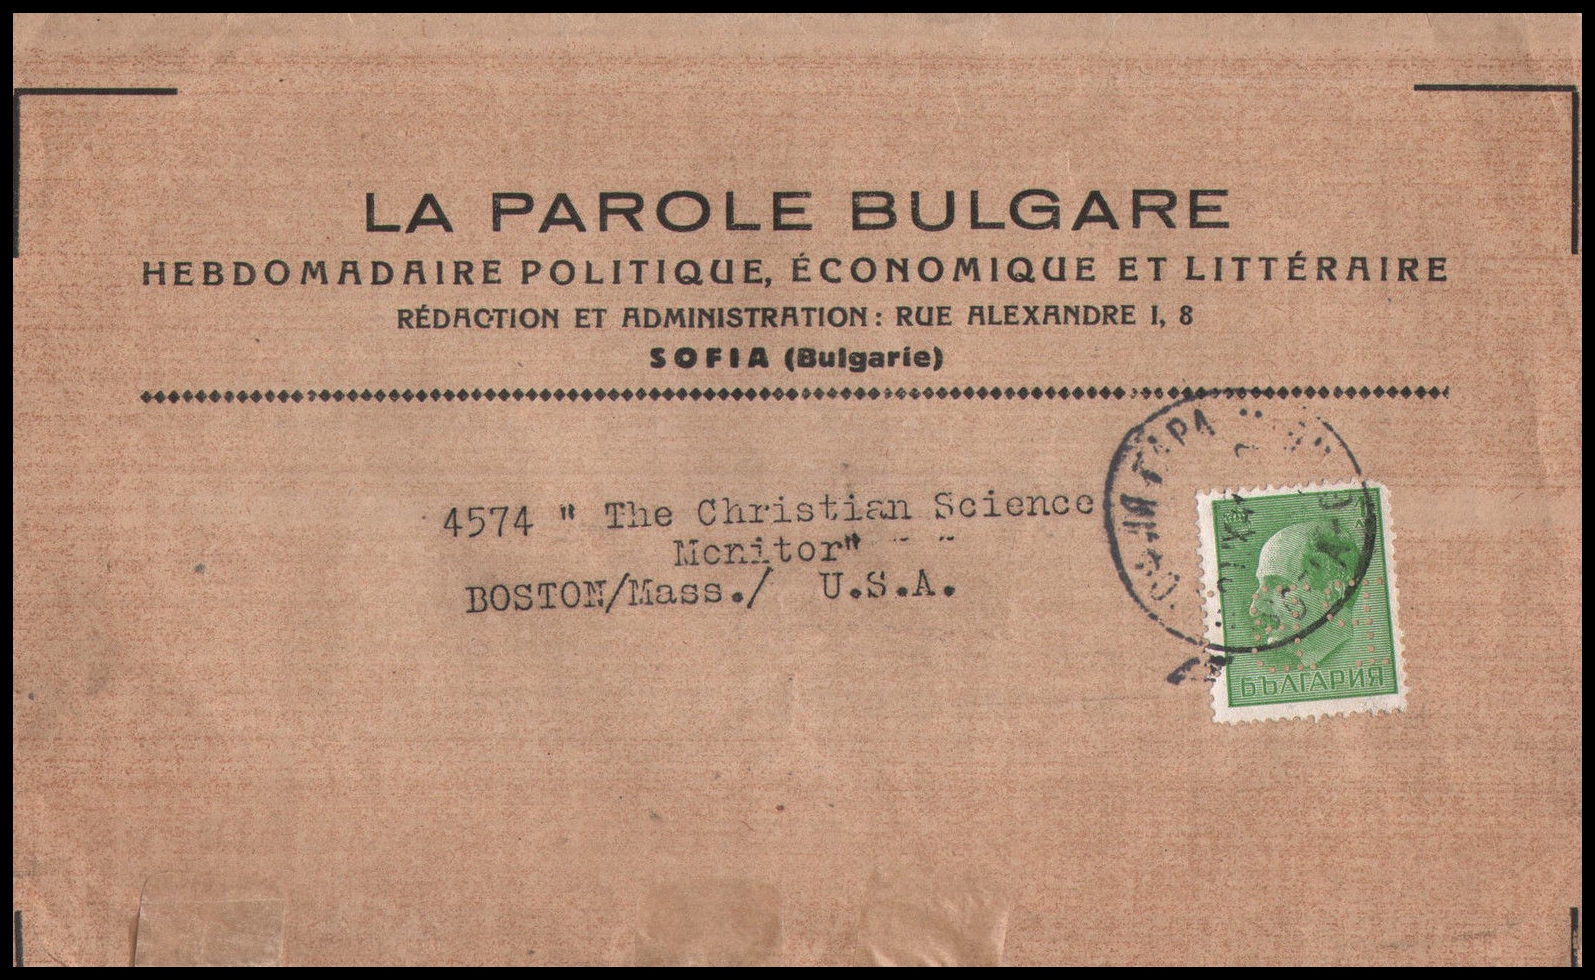 LA PAROLE BULGARE
HEBDOMADAIRE POLITIQUE, ÉCONOMIQUE ET LITTÉRAIRE
RÉDACTION ET ADMINISTRATION: RUE ALEXANDRE I, 8
SOFIA (Bulgarie)
4574 " The Christian Science
Monitor"
BOSTON/Mass./ U.S.A.
ГАРА
БЪЛГАРИЯ